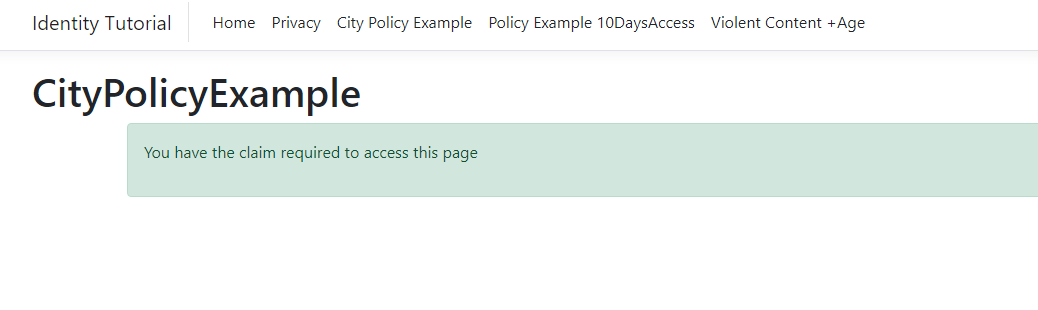 Identity Tutorial Home Privacy City Policy Example Policy Example 10DaysAccess Violent Content +Age
CityPolicyExample
You have the claim required to access this page